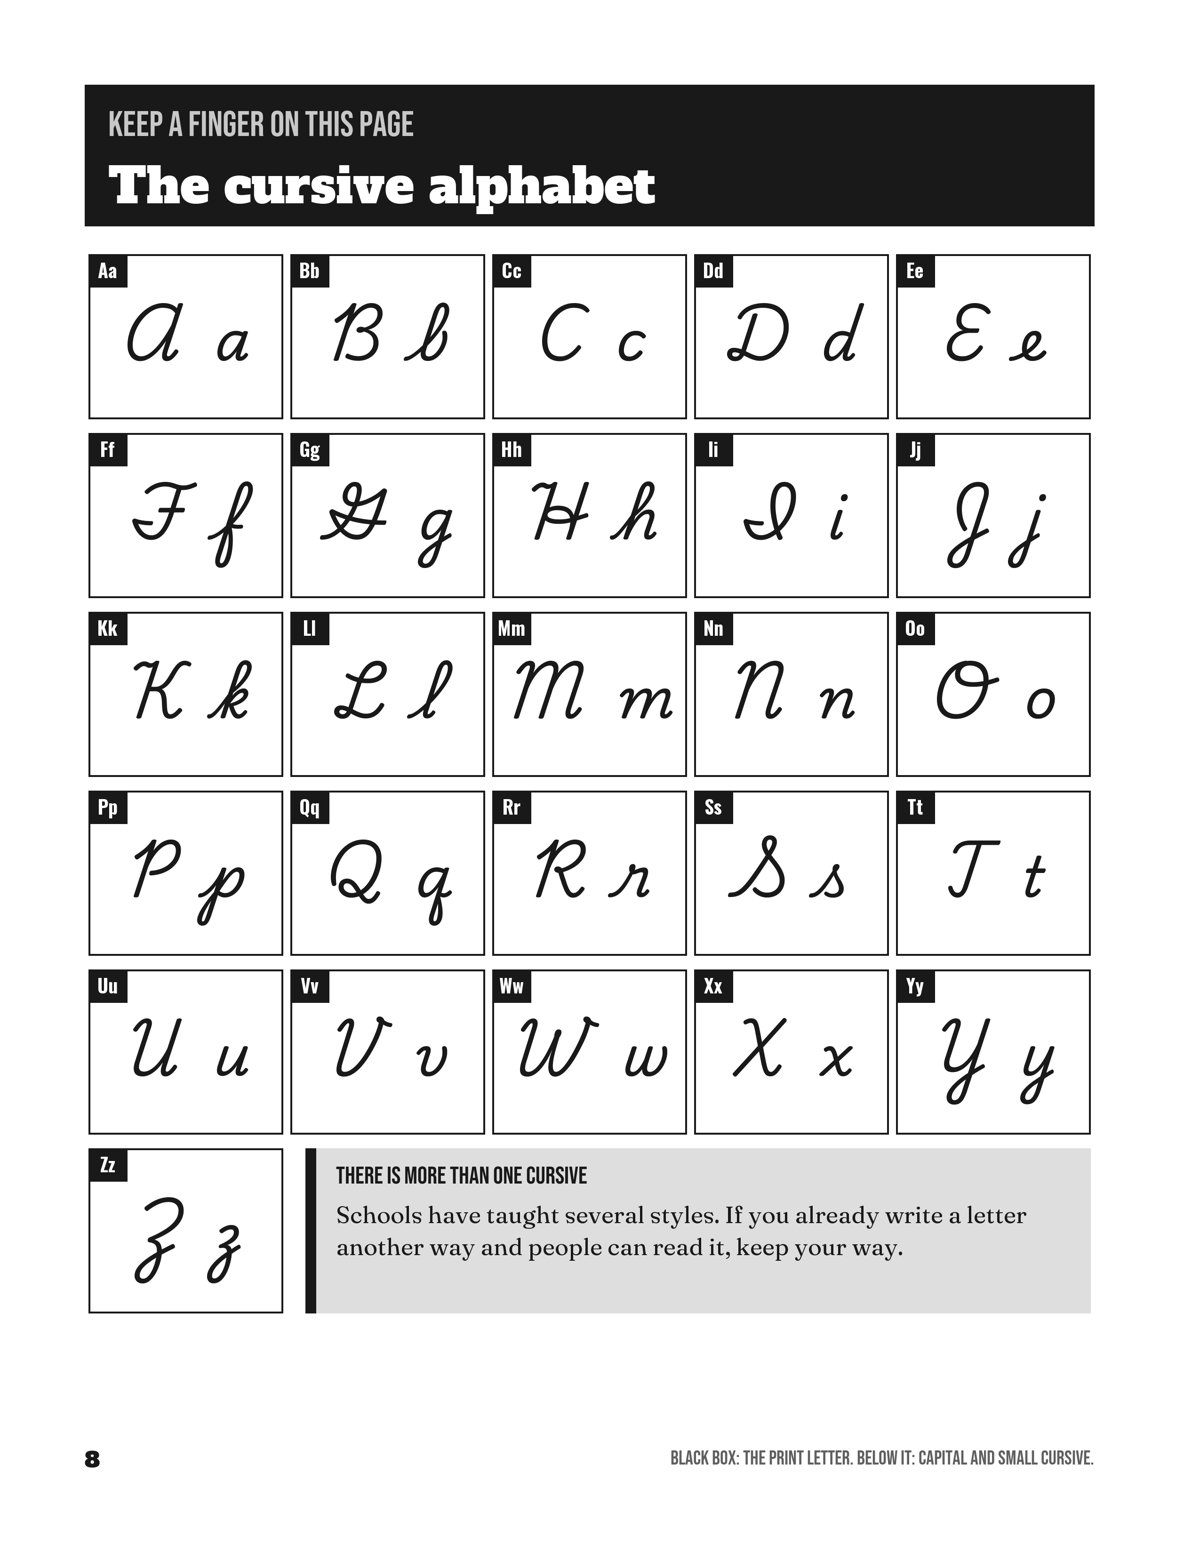 KEEP A FINGER ON THIS PAGE
The cursive alphabet
Aa Bb Cc Dd Ee
A a B b C c D d E e
Ff Gg Hh Ii Jj
F f G g H h I i J j
Kk Ll Mm Nn Oo
K k L l M m N n O o
Pp Qq Rr Ss Tt
P p Q q R r S s T t
Uu Vv Ww Xx Yy
U u V v W w X x Y y
Zz
Z z
THERE IS MORE THAN ONE CURSIVE
Schools have taught several styles. If you already write a letter
another way and people can read it, keep your way.
8
BLACK BOX: THE PRINT LETTER. BELOW IT: CAPITAL AND SMALL CURSIVE.